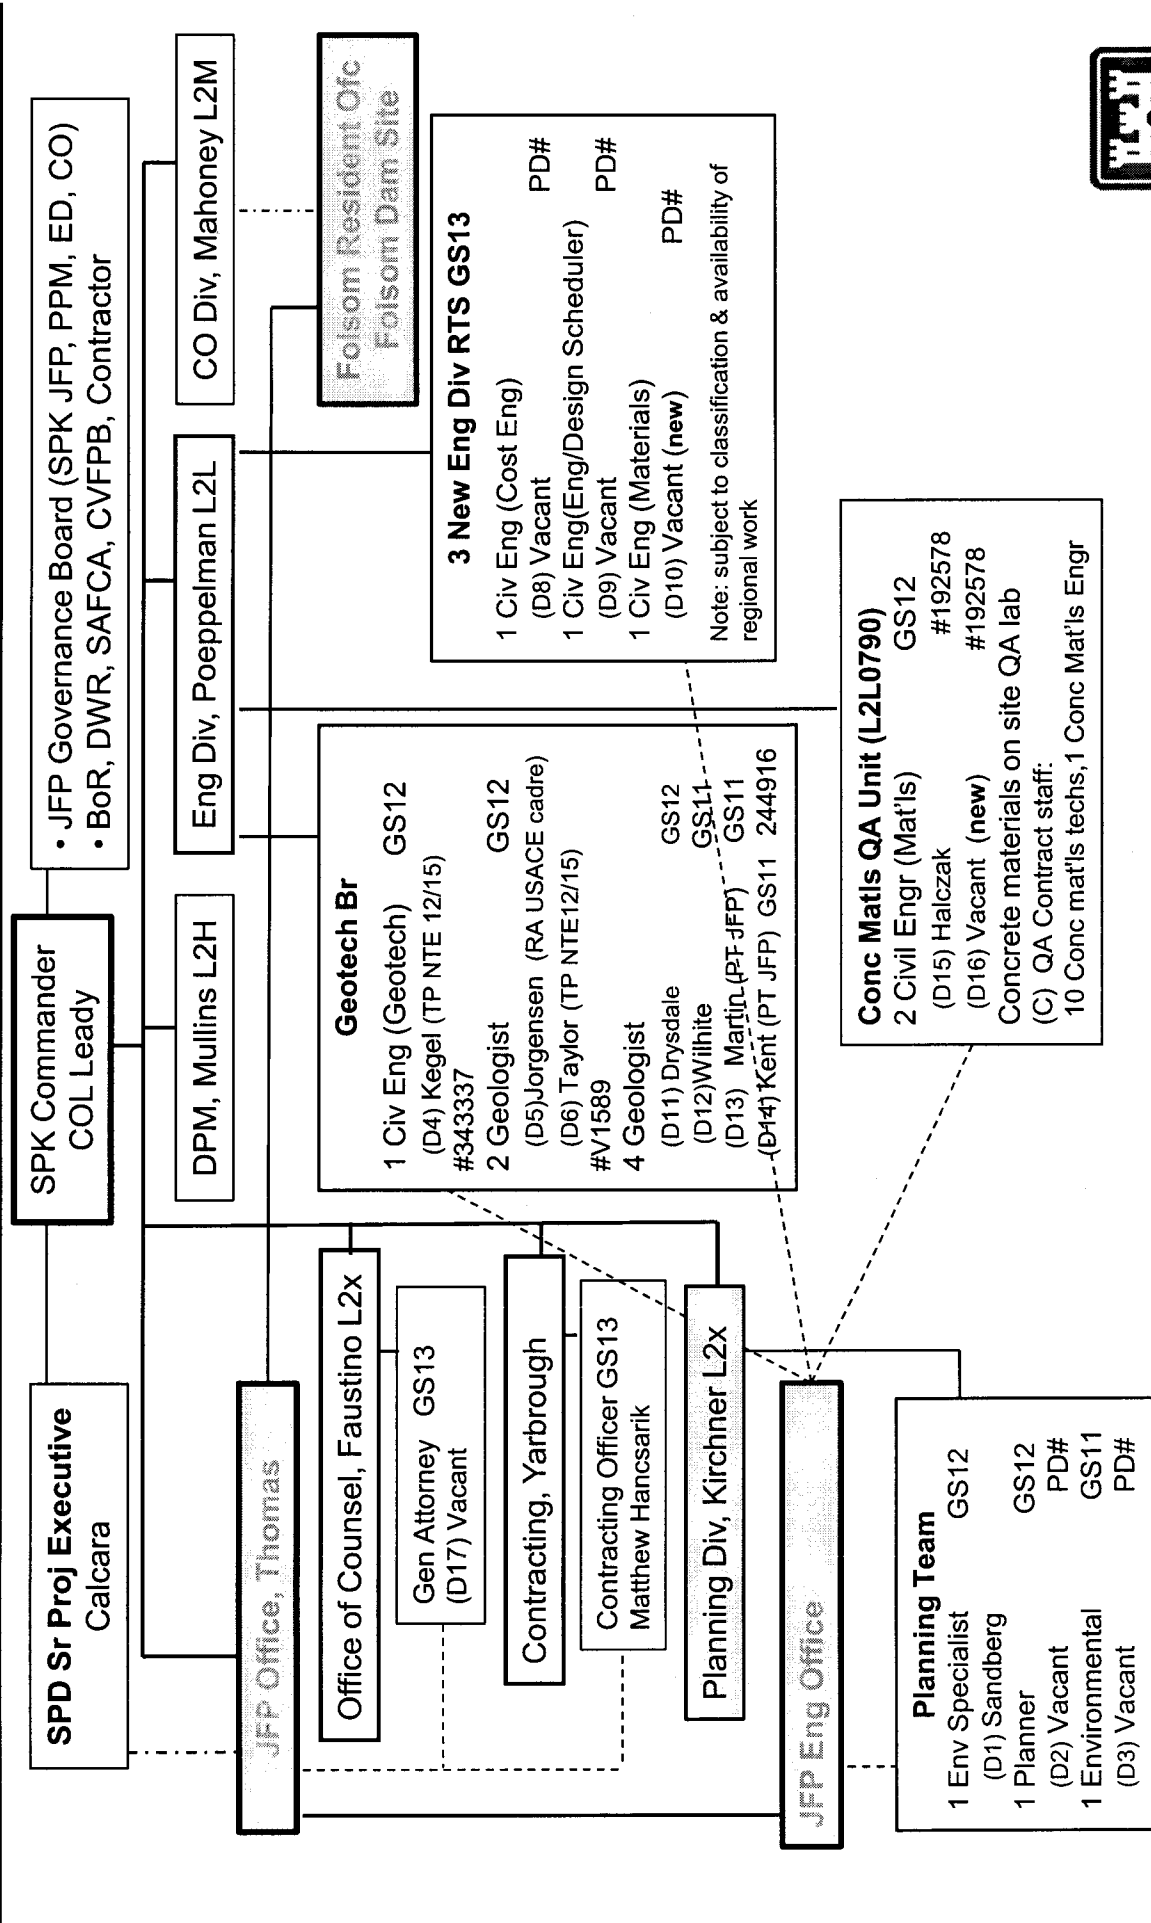 SPD Sr Proj Executive
Calcara
SPK Commander
COL Leady
• JFP Governance Board (SPK JFP, PPM, ED, CO)
• BoR, DWR, SAFCA, CVFPB, Contractor
DPM, Mullins L2H
Eng Div, Poeppelman L2L
CO Div, Mahoney L2M
JFP Office, Thomas
Folsom Resident Ofc
Folsom Dam Site
Office of Counsel, Faustino L2x
Gen Attorney GS13
(D17) Vacant
Contracting, Yarbrough
Contracting Officer GS13
Matthew Hancsarik
Planning Div, Kirchner L2x
JFP Eng Office
Planning Team
1 Env Specialist GS12
(D1) Sandberg
1 Planner GS12
(D2) Vacant PD#
1 Environmental GS11
(D3) Vacant PD#
Geotech Br
1 Civ Eng (Geotech) GS12
(D4) Kegel (TP NTE 12/15)
#343337
2 Geologist GS12
(D5)Jorgensen (RA USACE cadre)
(D6) Taylor (TP NTE12/15)
#V1589
4 Geologist
(D11) Drysdale GS12
(D12)Wilhite GS11
(D13) Martin (PT JFP) GS11
(D14) Kent (PT JFP) GS11 244916
3 New Eng Div RTS GS13
1 Civ Eng (Cost Eng)
(D8) Vacant PD#
1 Civ Eng(Eng/Design Scheduler)
(D9) Vacant PD#
1 Civ Eng (Materials)
(D10) Vacant (new) PD#
Note: subject to classification & availability of
regional work
Conc Matls QA Unit (L2L0790)
2 Civil Engr (Mat'ls) GS12
(D15) Halczak #192578
(D16) Vacant (new) #192578
Concrete materials on site QA lab
(C) QA Contract staff:
10 Conc mat'ls techs,1 Conc Mat'ls Engr